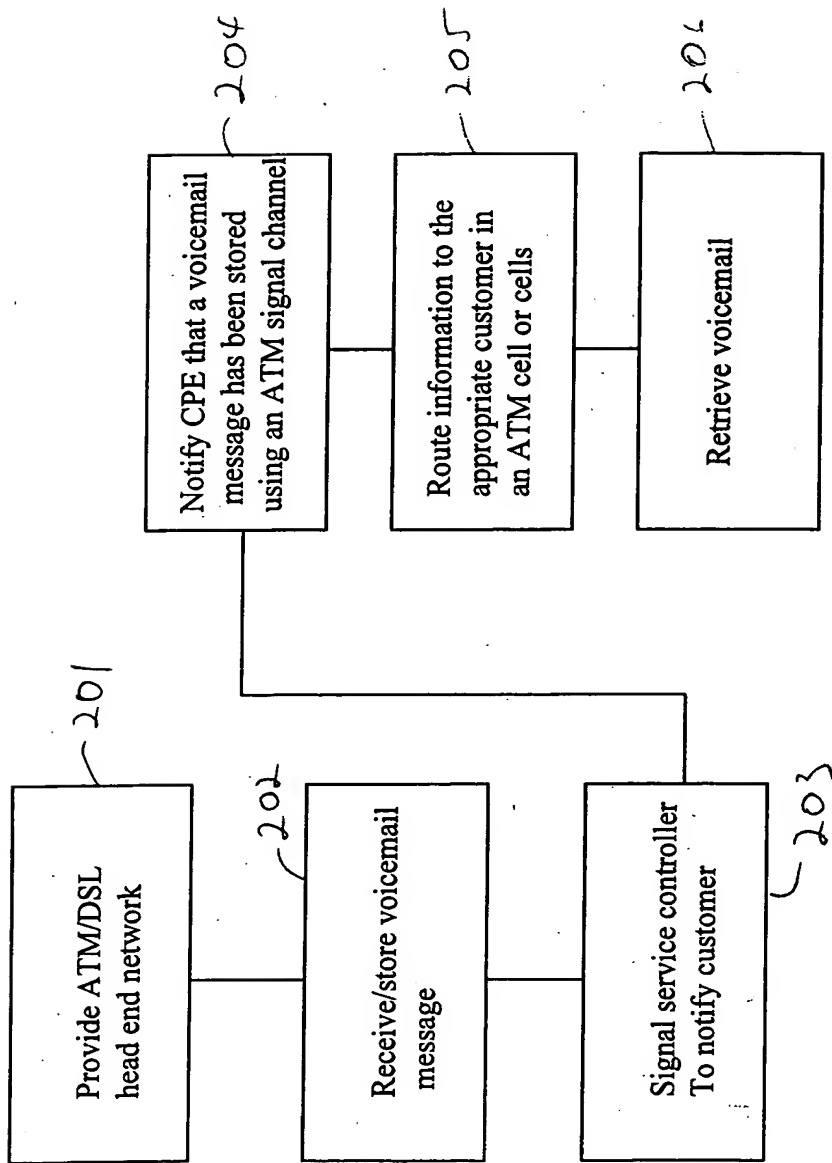 201
Provide ATM/DSL
head end network
202
Receive/store voicemail
message
203
Signal service controller
To notify customer
204
Notify CPE that a voicemail
message has been stored
using an ATM signal channel
205
Route information to the
appropriate customer in
an ATM cell or cells
206
Retrieve voicemail